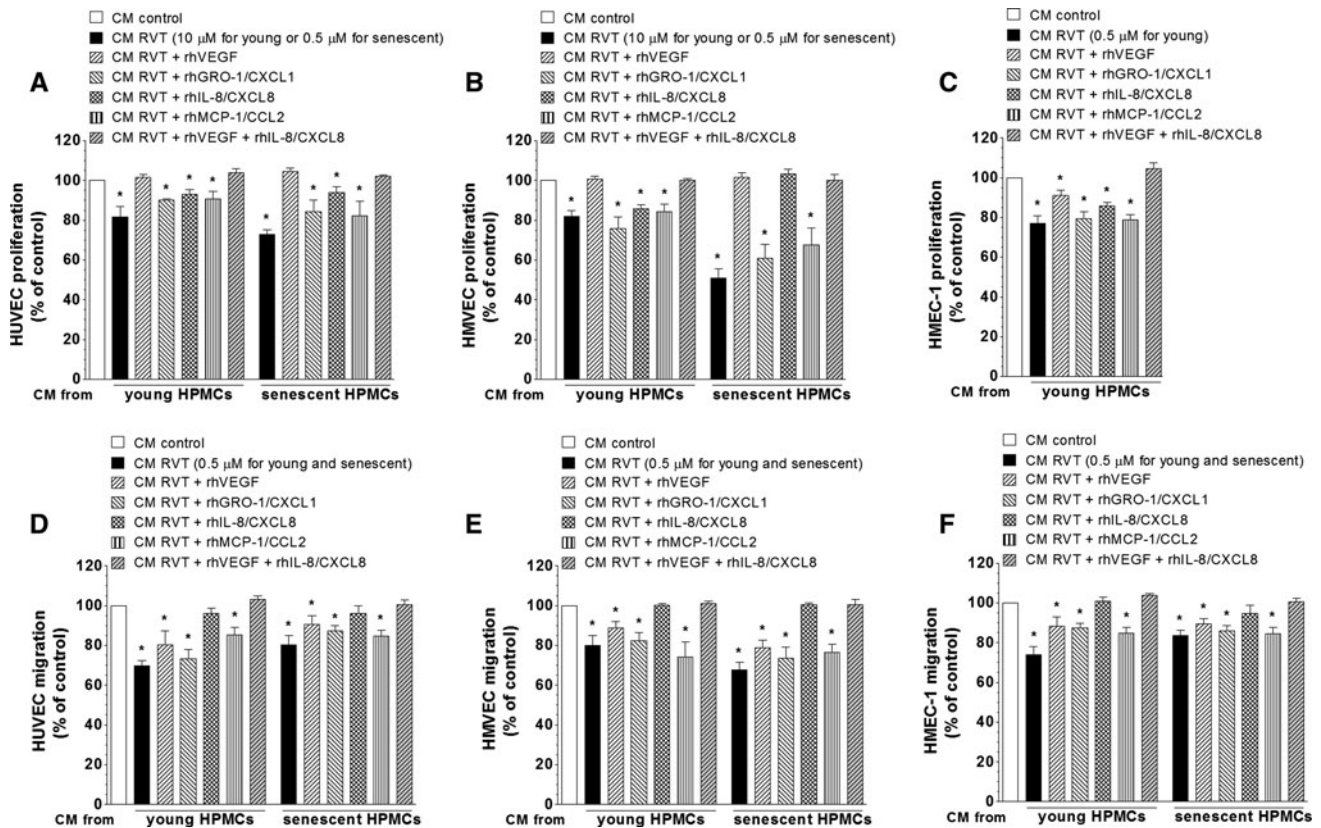 A
CM control
CM RVT (10 μM for young or 0.5 μM for senescent)
CM RVT + rhVEGF
CM RVT + rhGRO-1/CXCL1
CM RVT + rhIL-8/CXCL8
CM RVT + rhMCP-1/CCL2
CM RVT + rhVEGF + rhIL-8/CXCL8
HUVEC proliferation
(% of control)
120
100
80
60
40
20
0
* * * * * * * *
CM from young HPMCs senescent HPMCs
B
CM control
CM RVT (10 μM for young or 0.5 μM for senescent)
CM RVT + rhVEGF
CM RVT + rhGRO-1/CXCL1
CM RVT + rhIL-8/CXCL8
CM RVT + rhMCP-1/CCL2
CM RVT + rhVEGF + rhIL-8/CXCL8
HMVEC proliferation
(% of control)
120
100
80
60
40
20
0
* * * * * * *
CM from young HPMCs senescent HPMCs
C
CM control
CM RVT (0.5 μM for young)
CM RVT + rhVEGF
CM RVT + rhGRO-1/CXCL1
CM RVT + rhIL-8/CXCL8
CM RVT + rhMCP-1/CCL2
CM RVT + rhVEGF + rhIL-8/CXCL8
HMEC-1 proliferation
(% of control)
120
100
80
60
40
20
0
* * * * *
CM from young HPMCs
D
CM control
CM RVT (0.5 μM for young and senescent)
CM RVT + rhVEGF
CM RVT + rhGRO-1/CXCL1
CM RVT + rhIL-8/CXCL8
CM RVT + rhMCP-1/CCL2
CM RVT + rhVEGF + rhIL-8/CXCL8
HUVEC migration
(% of control)
120
100
80
60
40
20
0
* * * * * * * *
CM from young HPMCs senescent HPMCs
E
CM control
CM RVT (0.5 μM for young and senescent)
CM RVT + rhVEGF
CM RVT + rhGRO-1/CXCL1
CM RVT + rhIL-8/CXCL8
CM RVT + rhMCP-1/CCL2
CM RVT + rhVEGF + rhIL-8/CXCL8
HMVEC migration
(% of control)
120
100
80
60
40
20
0
* * * * * * * *
CM from young HPMCs senescent HPMCs
F
CM control
CM RVT (0.5 μM for young and senescent)
CM RVT + rhVEGF
CM RVT + rhGRO-1/CXCL1
CM RVT + rhIL-8/CXCL8
CM RVT + rhMCP-1/CCL2
CM RVT + rhVEGF + rhIL-8/CXCL8
HMEC-1 migration
(% of control)
120
100
80
60
40
20
0
* * * * * * * *
CM from young HPMCs senescent HPMCs